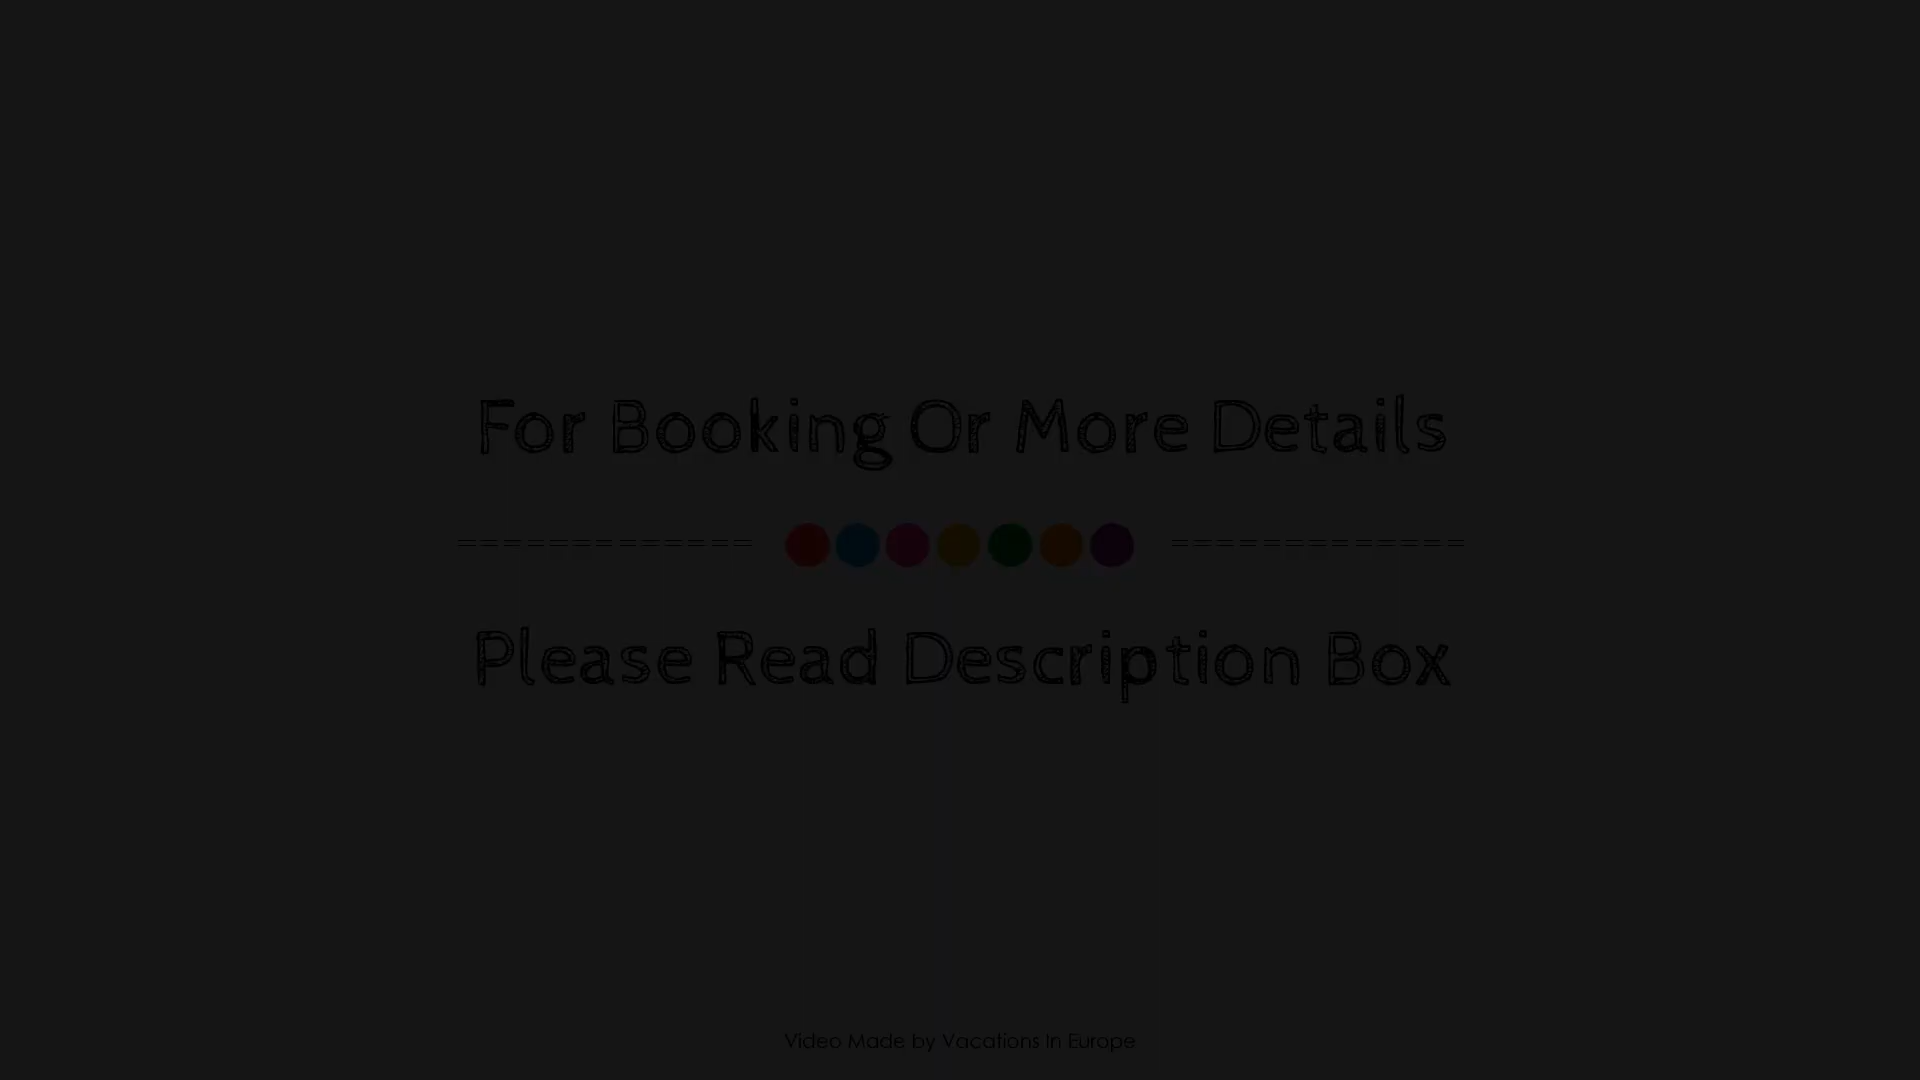 For Booking Or More Details
============= =============
Please Read Description Box
Video Made by Vacations In Europe